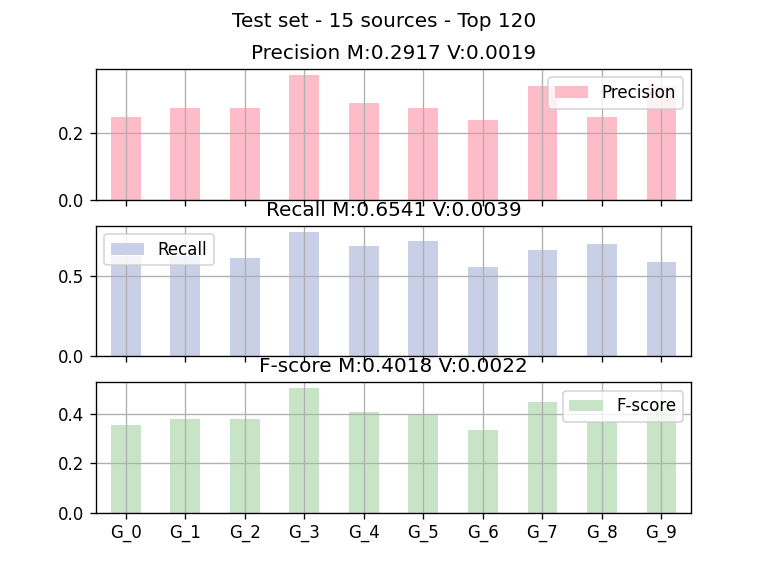 Test set - 15 sources - Top 120
Precision M:0.2917 V:0.0019
Precision
0.2
0.0
Recall M:0.6541 V:0.0039
Recall
0.5
0.0
F-score M:0.4018 V:0.0022
F-score
0.4
0.2
0.0
G_0 G_1 G_2 G_3 G_4 G_5 G_6 G_7 G_8 G_9